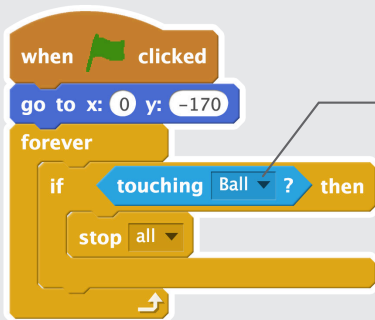 when clicked
go to x: 0 y: -170
forever
if touching Ball ? then
stop all